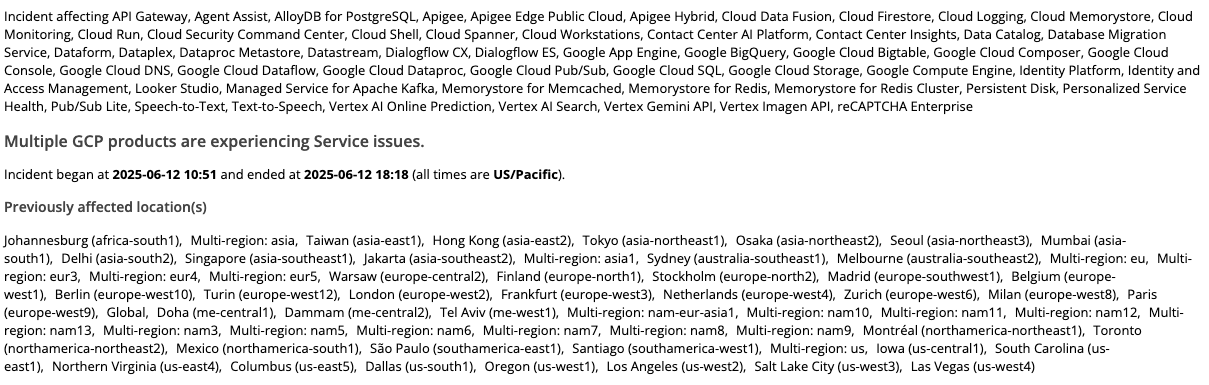 Incident affecting API Gateway, Agent Assist, AlloyDB for PostgreSQL, Apigee, Apigee Edge Public Cloud, Apigee Hybrid, Cloud Data Fusion, Cloud Firestore, Cloud Logging, Cloud Memorystore, Cloud
Monitoring, Cloud Run, Cloud Security Command Center, Cloud Shell, Cloud Spanner, Cloud Workstations, Contact Center AI Platform, Contact Center Insights, Data Catalog, Database Migration
Service, Dataform, Dataplex, Dataproc Metastore, Datastream, Dialogflow CX, Dialogflow ES, Google App Engine, Google BigQuery, Google Cloud Bigtable, Google Cloud Composer, Google Cloud
Console, Google Cloud DNS, Google Cloud Dataflow, Google Cloud Dataproc, Google Cloud Pub/Sub, Google Cloud SQL, Google Cloud Storage, Google Compute Engine, Identity Platform, Identity and
Access Management, Looker Studio, Managed Service for Apache Kafka, Memorystore for Memcached, Memorystore for Redis, Memorystore for Redis Cluster, Persistent Disk, Personalized Service
Health, Pub/Sub Lite, Speech-to-Text, Text-to-Speech, Vertex AI Online Prediction, Vertex AI Search, Vertex Gemini API, Vertex Imagen API, reCAPTCHA Enterprise
Multiple GCP products are experiencing Service issues.
Incident began at 2025-06-12 10:51 and ended at 2025-06-12 18:18 (all times are US/Pacific).
Previously affected location(s)
Johannesburg (africa-south1), Multi-region: asia, Taiwan (asia-east1), Hong Kong (asia-east2), Tokyo (asia-northeast1), Osaka (asia-northeast2), Seoul (asia-northeast3), Mumbai (asia-
south1), Delhi (asia-south2), Singapore (asia-southeast1), Jakarta (asia-southeast2), Multi-region: asia1, Sydney (australia-southeast1), Melbourne (australia-southeast2), Multi-region: eu, Multi-
region: eur3, Multi-region: eur4, Multi-region: eur5, Warsaw (europe-central2), Finland (europe-north1), Stockholm (europe-north2), Madrid (europe-southwest1), Belgium (europe-
west1), Berlin (europe-west10), Turin (europe-west12), London (europe-west2), Frankfurt (europe-west3), Netherlands (europe-west4), Zurich (europe-west6), Milan (europe-west8), Paris
(europe-west9), Global, Doha (me-central1), Dammam (me-central2), Tel Aviv (me-west1), Multi-region: nam-eur-asia1, Multi-region: nam10, Multi-region: nam11, Multi-region: nam12, Multi-
region: nam13, Multi-region: nam3, Multi-region: nam5, Multi-region: nam6, Multi-region: nam7, Multi-region: nam8, Multi-region: nam9, Montréal (northamerica-northeast1), Toronto
(northamerica-northeast2), Mexico (northamerica-south1), São Paulo (southamerica-east1), Santiago (southamerica-west1), Multi-region: us, Iowa (us-central1), South Carolina (us-
east1), Northern Virginia (us-east4), Columbus (us-east5), Dallas (us-south1), Oregon (us-west1), Los Angeles (us-west2), Salt Lake City (us-west3), Las Vegas (us-west4)